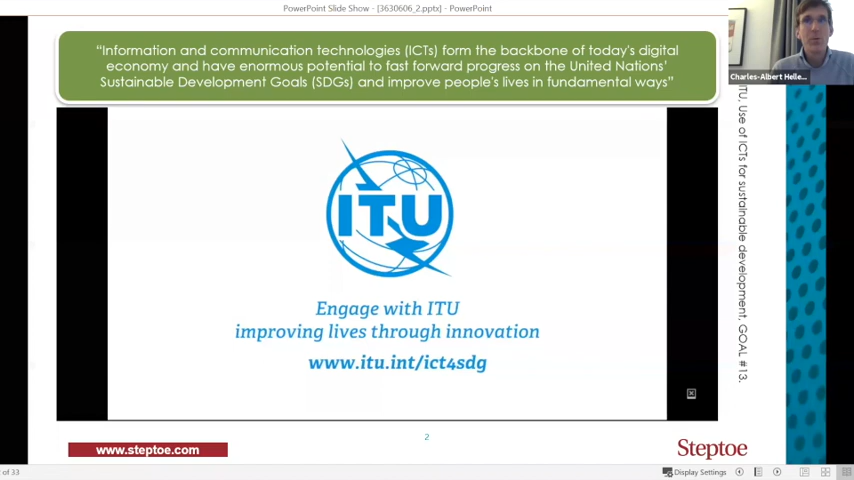 PowerPoint Slide Show - [3630606_2.pptx] - PowerPoint
“Information and communication technologies (ICTs) form the backbone of today's digital
economy and have enormous potential to fast forward progress on the United Nations’
Sustainable Development Goals (SDGs) and improve people's lives in fundamental ways”
Charles-Albert Helle...
ITU, Use of ICTs for sustainable development, GOAL #13.
ITU
Engage with ITU
improving lives through innovation
www.itu.int/ict4sdg
2
www.steptoe.com
Steptoe
of 33
Display Settings